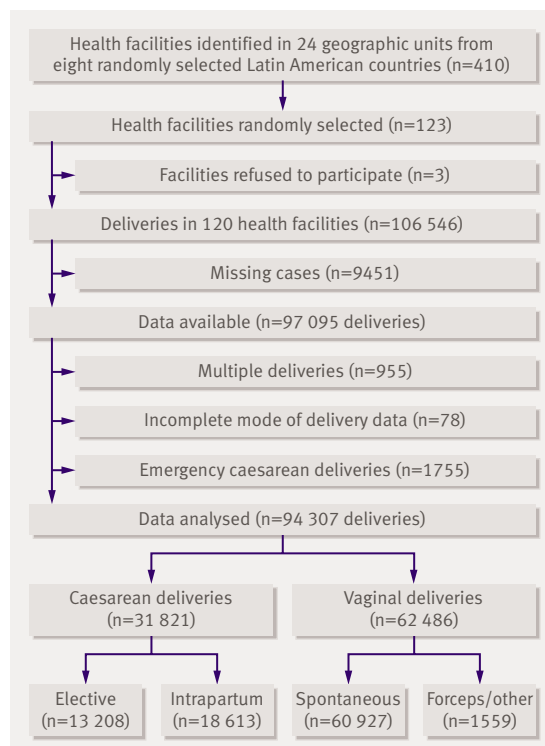 Health facilities identified in 24 geographic units from
eight randomly selected Latin American countries (n=410)
Health facilities randomly selected (n=123)
Facilities refused to participate (n=3)
Deliveries in 120 health facilities (n=106 546)
Missing cases (n=9451)
Data available (n=97 095 deliveries)
Multiple deliveries (n=955)
Incomplete mode of delivery data (n=78)
Emergency caesarean deliveries (n=1755)
Data analysed (n=94 307 deliveries)
Caesarean deliveries
(n=31 821)
Vaginal deliveries
(n=62 486)
Elective
(n=13 208)
Intrapartum
(n=18 613)
Spontaneous
(n=60 927)
Forceps/other
(n=1559)